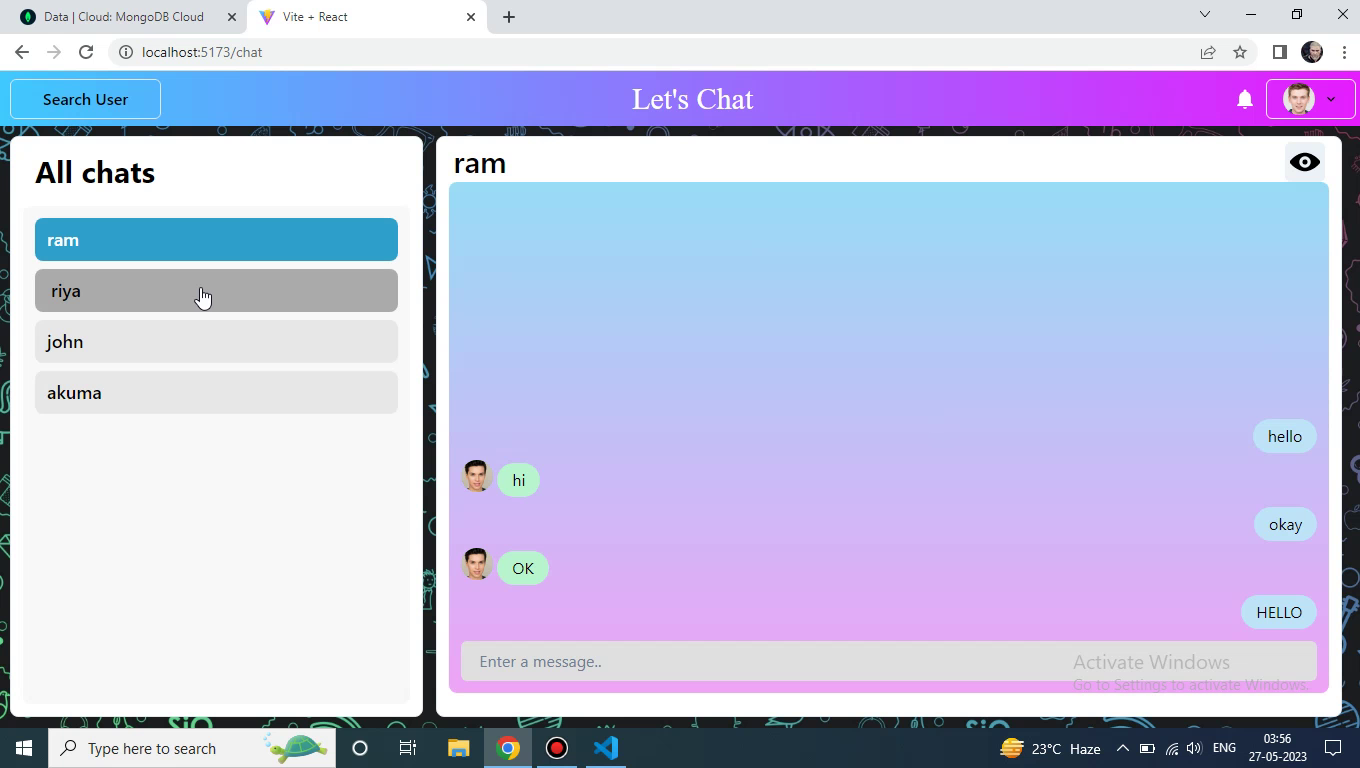 Data | Cloud: MongoDB Cloud
Vite + React
localhost:5173/chat
Search User
Let's Chat
All chats
ram
riya
john
akuma
ram
hello
hi
okay
OK
HELLO
Enter a message..
Activate Windows
Go to Settings to activate Windows.
Type here to search
23°C Haze
ENG
03:56
27-05-2023